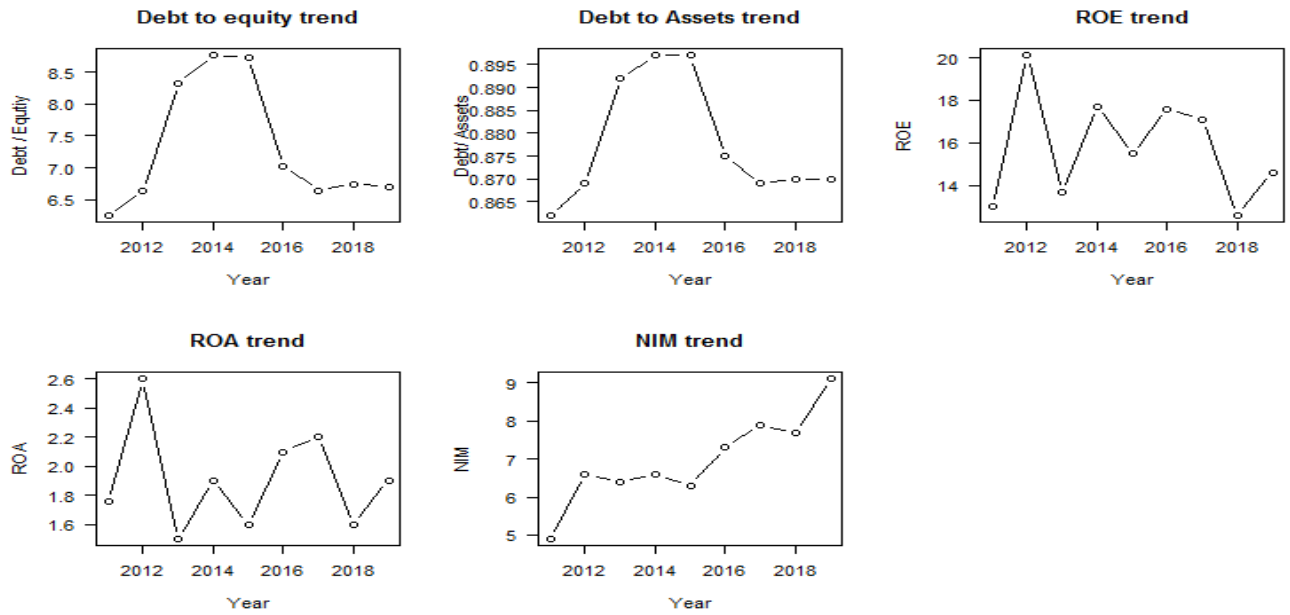 Debt to equity trend
Debt / Equtiy
8.5
8.0
7.5
7.0
6.5
2012 2014 2016 2018
Year
Debt to Assets trend
Debt/ Assets
0.895
0.890
0.885
0.880
0.875
0.870
0.865
2012 2014 2016 2018
Year
ROE trend
ROE
20
18
16
14
2012 2014 2016 2018
Year
ROA trend
ROA
2.6
2.4
2.2
2.0
1.8
1.6
2012 2014 2016 2018
Year
NIM trend
NIM
9
8
7
6
5
2012 2014 2016 2018
Year